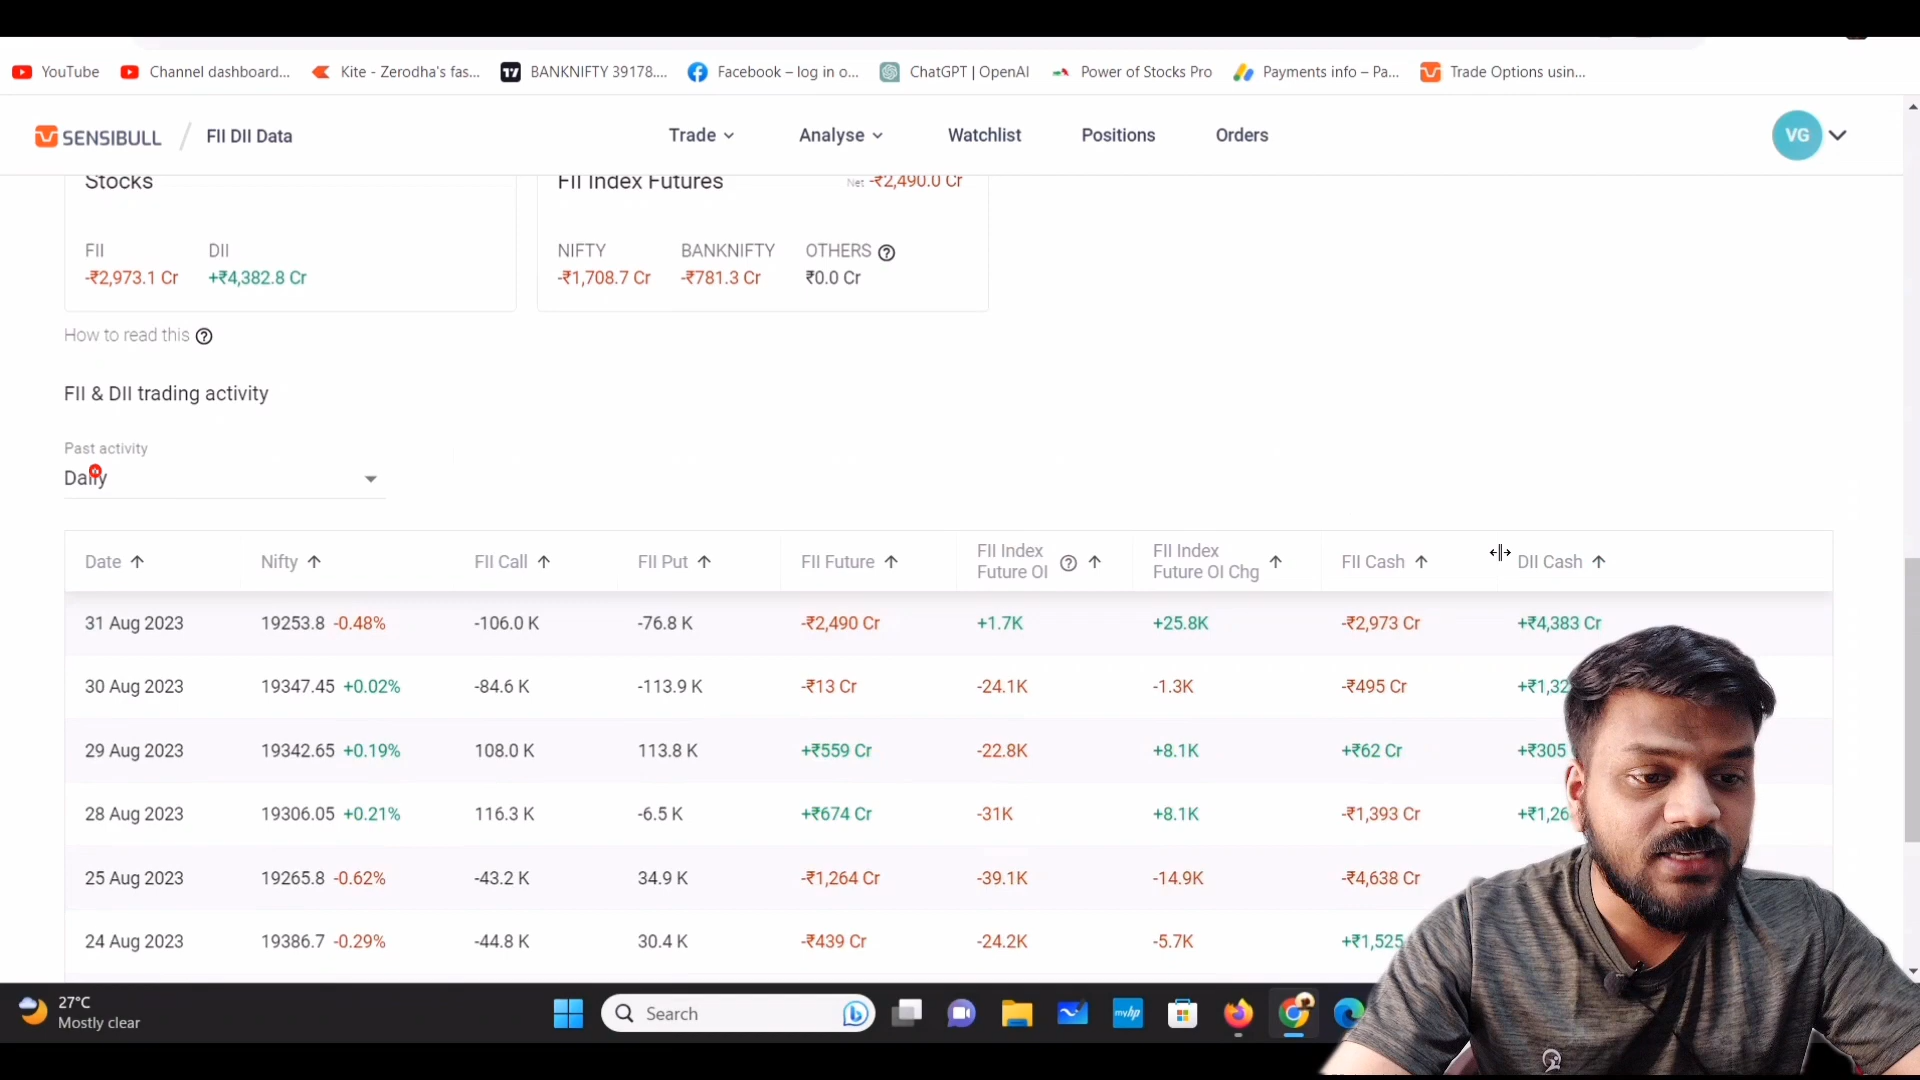 YouTube Channel dashboard... Kite - Zerodha's fas... BANKNIFTY 39178.... Facebook – log in o... ChatGPT | OpenAI Power of Stocks Pro Payments info – Pa... Trade Options usin...
SENSIBULL / FII DII Data Trade Analyse Watchlist Positions Orders VG
Stocks FII Index Futures Net -₹2,490.0 Cr
FII DII NIFTY BANKNIFTY OTHERS
-₹2,973.1 Cr +₹4,382.8 Cr -₹1,708.7 Cr -₹781.3 Cr ₹0.0 Cr
How to read this
FII & DII trading activity
Past activity
Daily
Date Nifty FII Call FII Put FII Future FII Index Future OI FII Index Future OI Chg FII Cash DII Cash
31 Aug 2023 19253.8 -0.48% -106.0 K -76.8 K -₹2,490 Cr +1.7K +25.8K -₹2,973 Cr +₹4,383 Cr
30 Aug 2023 19347.45 +0.02% -84.6 K -113.9 K -₹13 Cr -24.1K -1.3K -₹495 Cr
29 Aug 2023 19342.65 +0.19% 108.0 K 113.8 K +₹559 Cr -22.8K +8.1K +₹62 Cr +₹305
28 Aug 2023 19306.05 +0.21% 116.3 K -6.5 K +₹674 Cr -31K +8.1K -₹1,393 Cr
25 Aug 2023 19265.8 -0.62% -43.2 K 34.9 K -₹1,264 Cr -39.1K -14.9K -₹4,638 Cr
24 Aug 2023 19386.7 -0.29% -44.8 K 30.4 K -₹439 Cr -24.2K -5.7K +₹1,525
27°C
Mostly clear
Search
myhp